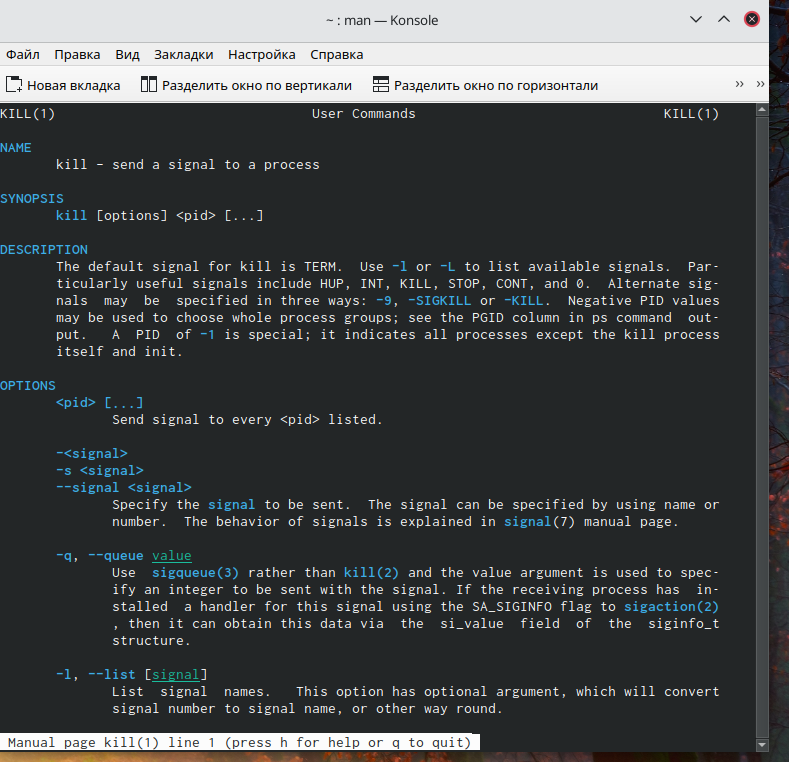 ~ : man — Konsole
Файл Правка Вид Закладки Настройка Справка
Новая вкладка Разделить окно по вертикали Разделить окно по горизонтали
KILL(1) User Commands KILL(1)
NAME
kill - send a signal to a process
SYNOPSIS
kill [options] <pid> [...]
DESCRIPTION
The default signal for kill is TERM. Use -l or -L to list available signals. Par-
ticularly useful signals include HUP, INT, KILL, STOP, CONT, and 0. Alternate sig-
nals may be specified in three ways: -9, -SIGKILL or -KILL. Negative PID values
may be used to choose whole process groups; see the PGID column in ps command out-
put. A PID of -1 is special; it indicates all processes except the kill process
itself and init.
OPTIONS
<pid> [...]
Send signal to every <pid> listed.
-<signal>
-s <signal>
--signal <signal>
Specify the signal to be sent. The signal can be specified by using name or
number. The behavior of signals is explained in signal(7) manual page.
-q, --queue value
Use sigqueue(3) rather than kill(2) and the value argument is used to spec-
ify an integer to be sent with the signal. If the receiving process has in-
stalled a handler for this signal using the SA_SIGINFO flag to sigaction(2)
, then it can obtain this data via the si_value field of the siginfo_t
structure.
-l, --list [signal]
List signal names. This option has optional argument, which will convert
signal number to signal name, or other way round.
Manual page kill(1) line 1 (press h for help or q to quit)